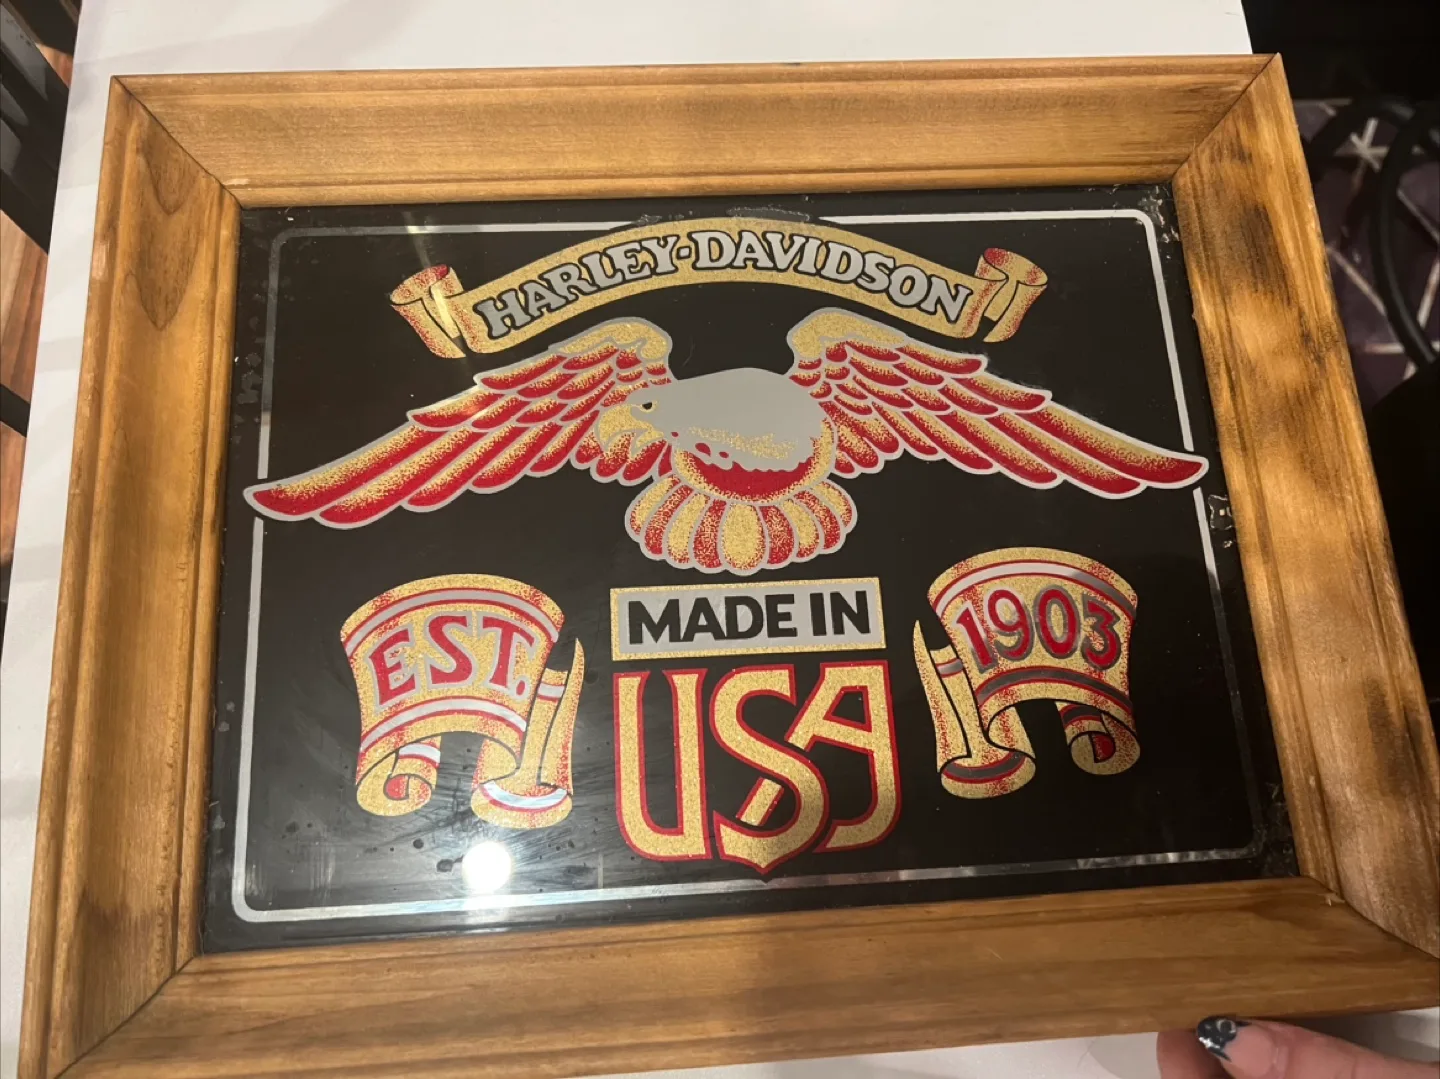 HARLEY-DAVIDSON
EST.
MADE IN
USA
1903